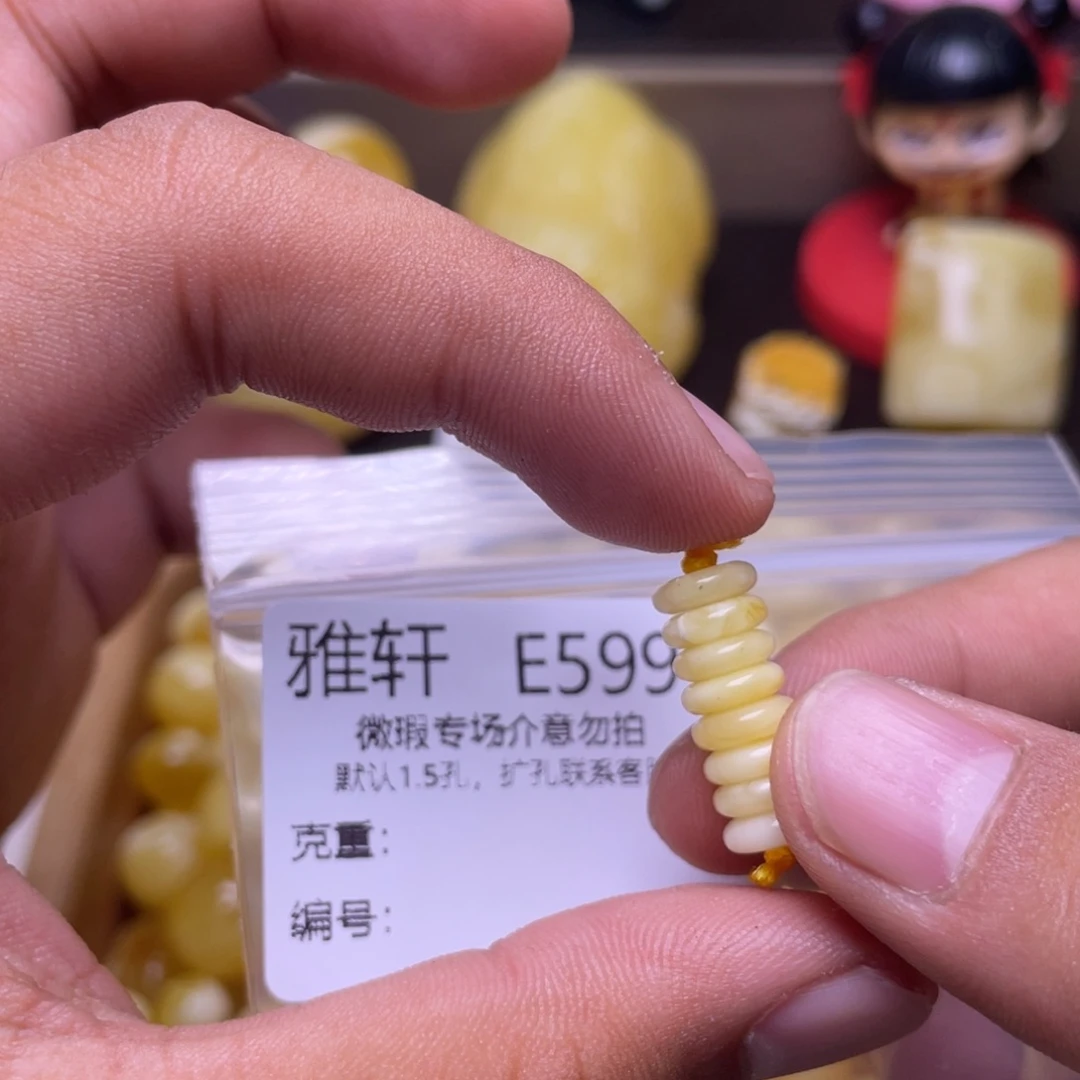 雅轩 E599
微瑕专场介意勿拍
默认1.5孔，扩孔联系客
克重：
编号：